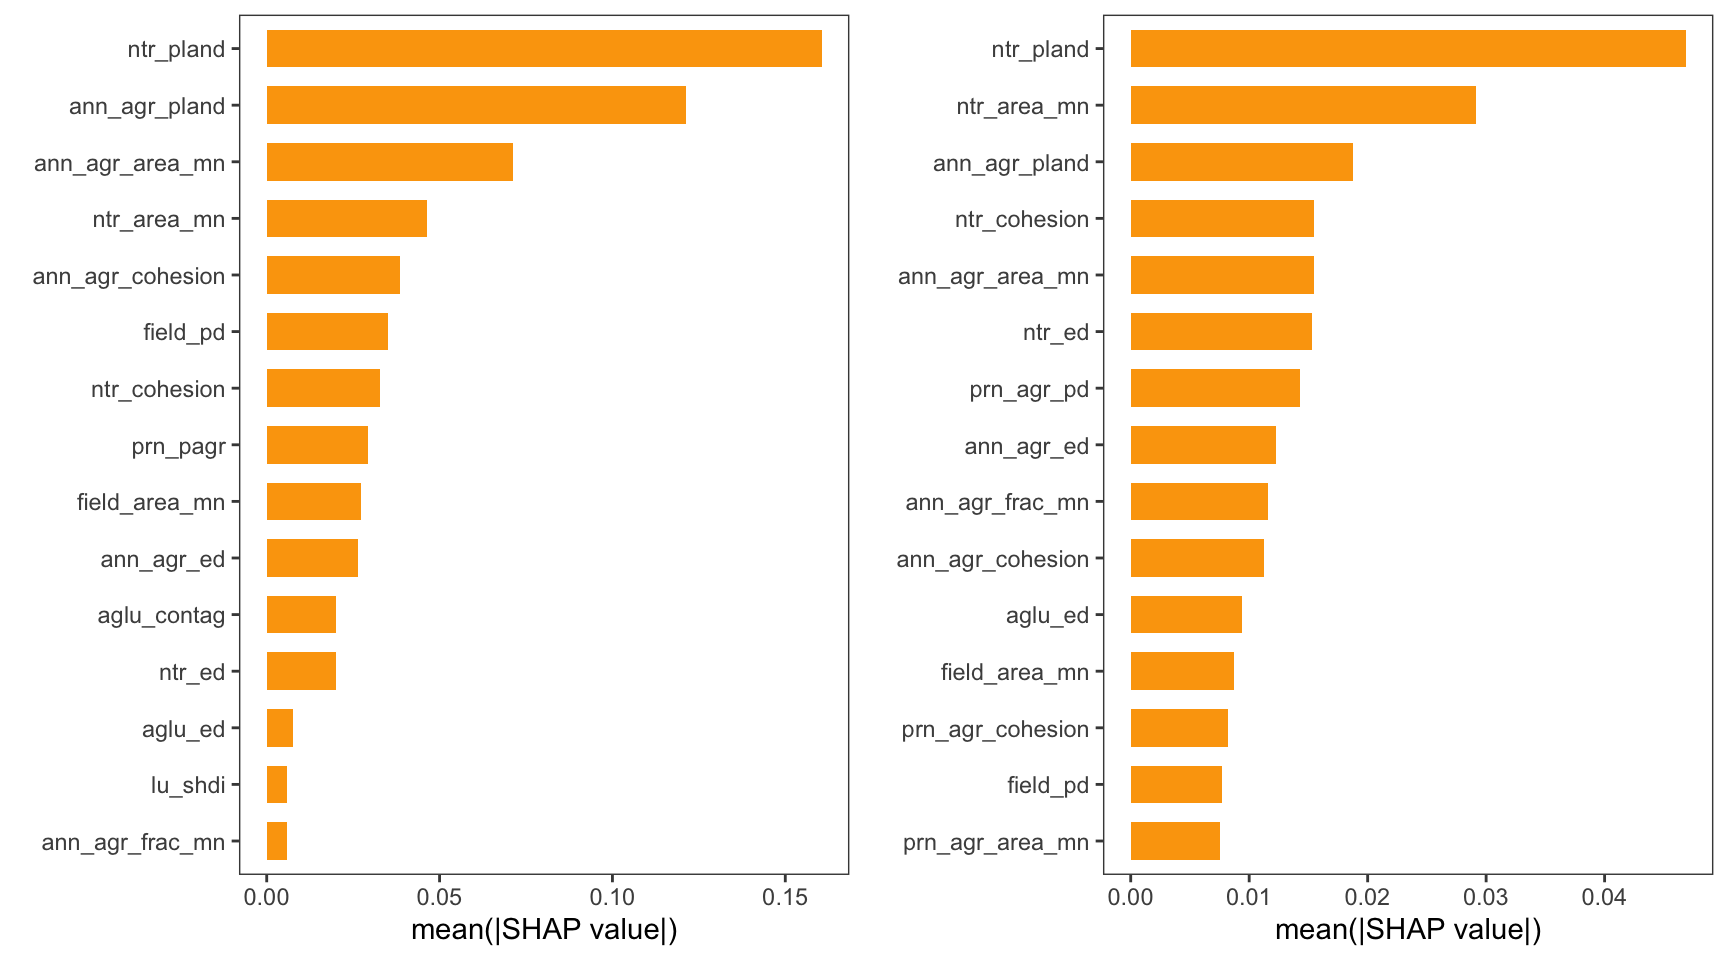 ntr_pland
ann_agr_pland
ann_agr_area_mn
ntr_area_mn
ann_agr_cohesion
field_pd
ntr_cohesion
prn_pagr
field_area_mn
ann_agr_ed
aglu_contag
ntr_ed
aglu_ed
lu_shdi
ann_agr_frac_mn
0.00 0.05 0.10 0.15
mean(|SHAP value|)
ntr_pland
ntr_area_mn
ann_agr_pland
ntr_cohesion
ann_agr_area_mn
ntr_ed
prn_agr_pd
ann_agr_ed
ann_agr_frac_mn
ann_agr_cohesion
aglu_ed
field_area_mn
prn_agr_cohesion
field_pd
prn_agr_area_mn
0.00 0.01 0.02 0.03 0.04
mean(|SHAP value|)